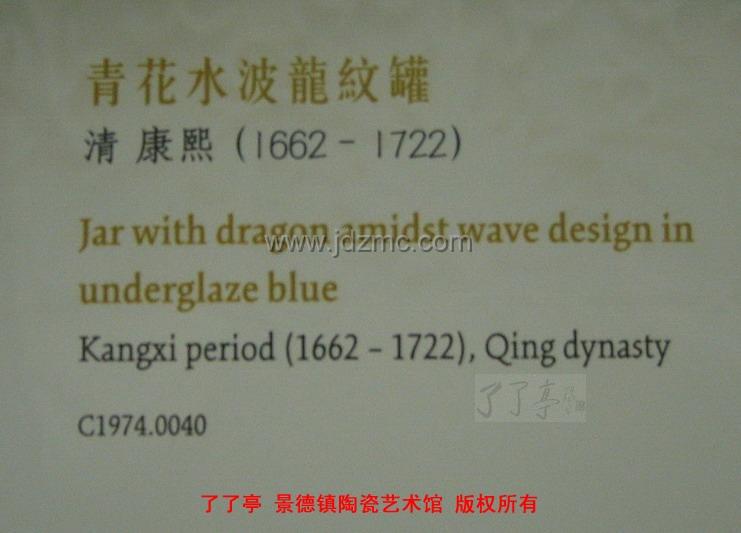 青花水波龍紋罐
清 康熙 (1662 - 1722)
Jar with dragon amidst wave design in
www.jdzmc.com
underglaze blue
Kangxi period (1662 – 1722), Qing dynasty
了了亭
C1974.0040
了了亭 景德镇陶瓷艺术馆 版权所有